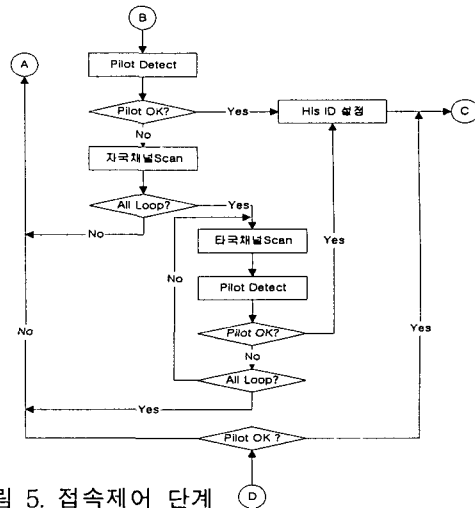 B
A
Pilot Detect
Pilot OK?
Yes
His ID 설정
C
No
자국채널Scan
All Loop?
Yes
No
타국채널Scan
Yes
No
Pilot Detect
No
Pilot OK?
Yes
No
All Loop?
Yes
Pilot OK ?
림 5. 접속제어 단계
D